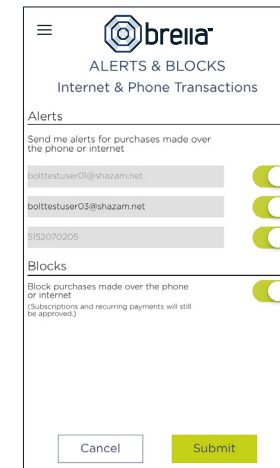 brella
ALERTS & BLOCKS
Internet & Phone Transactions
Alerts
Send me alerts for purchases made over
the phone or internet
bolttestuser01@shazam.net
bolttestuser03@shazam.net
5152070205
Blocks
Block purchases made over the phone
or internet
(Subscriptions and recurring payments will still
be approved.)
Cancel
Submit